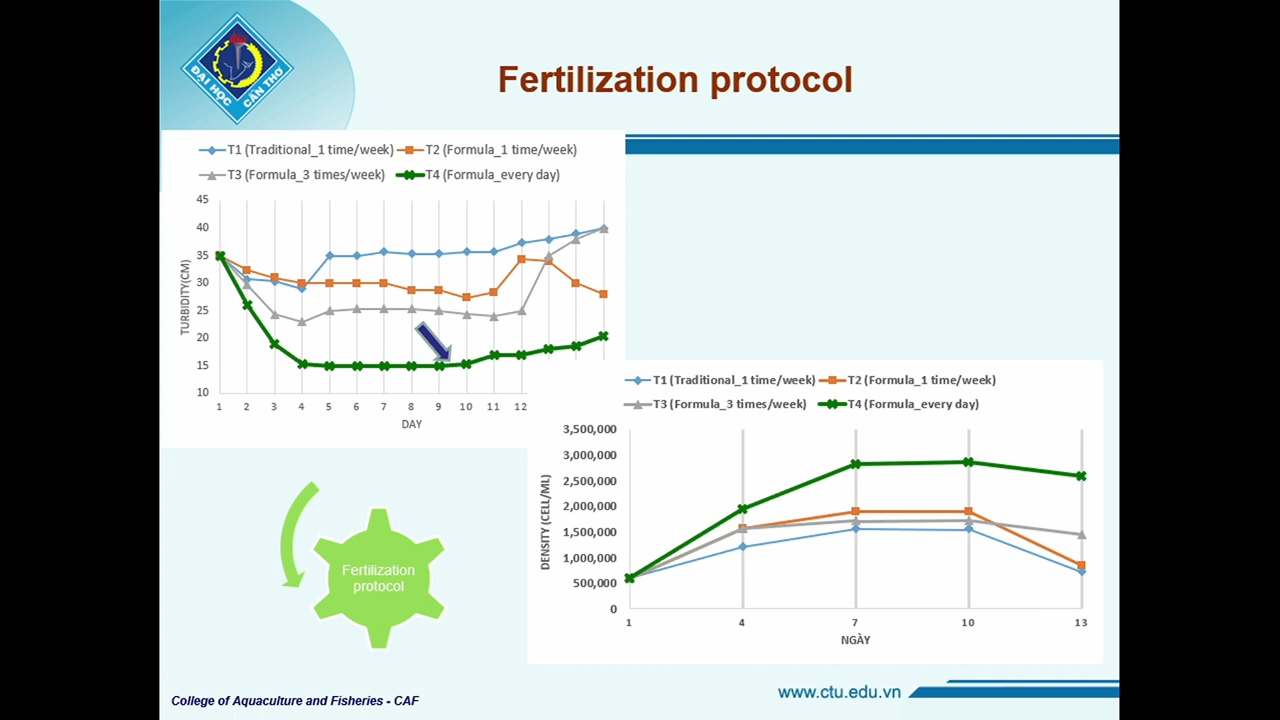 ĐẠI HỌC CẦN THƠ
Fertilization protocol
T1 (Traditional_1 time/week) T2 (Formula_1 time/week)
T3 (Formula_3 times/week) T4 (Formula_every day)
45
40
35
30
25
20
15
10
TURBIDITY(CM)
1 2 3 4 5 6 7 8 9 10 11 12
DAY
T1 (Traditional_1 time/week) T2 (Formula_1 time/week)
T3 (Formula_3 times/week) T4 (Formula_every day)
3,500,000
3,000,000
2,500,000
2,000,000
1,500,000
1,000,000
500,000
0
DENSITY (CELL/ML)
1 4 7 10 13
NGÀY
Fertilization
protocol
College of Aquaculture and Fisheries - CAF
www.ctu.edu.vn